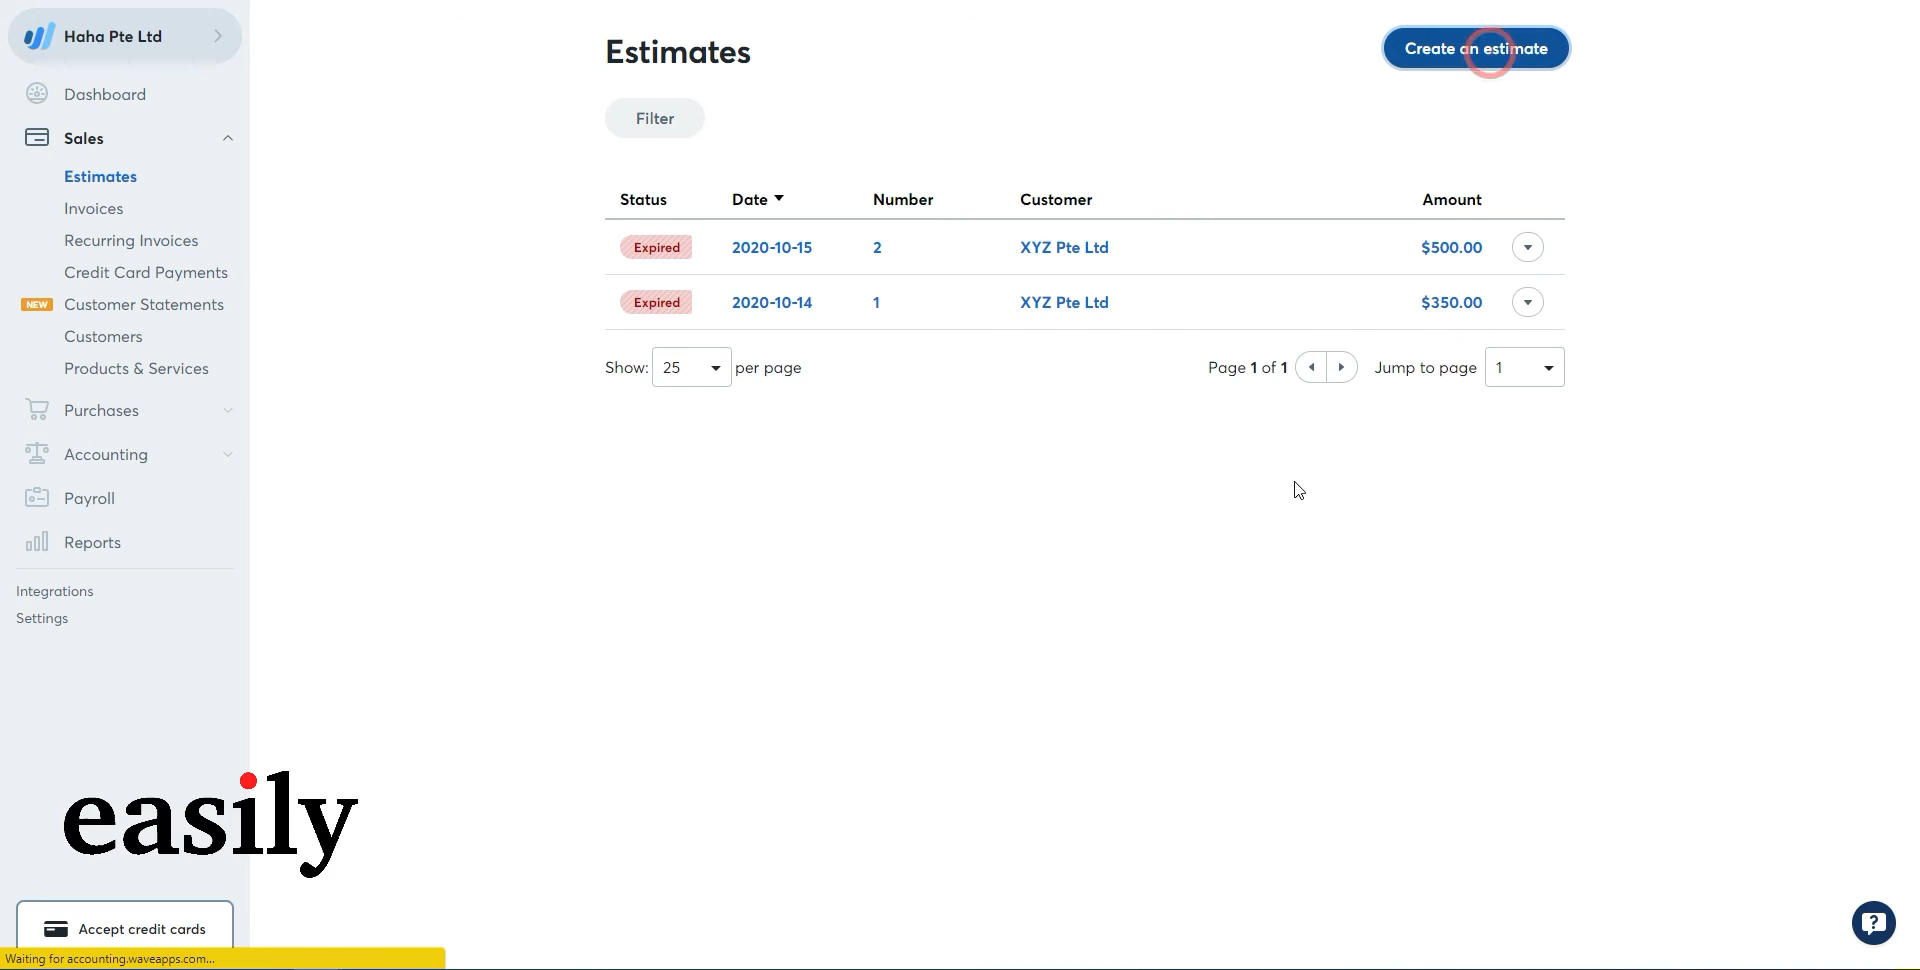 Haha Pte Ltd
Dashboard
Sales
Estimates
Invoices
Recurring Invoices
Credit Card Payments
NEW Customer Statements
Customers
Products & Services
Purchases
Accounting
Payroll
Reports
Integrations
Settings
easily
Accept credit cards
Waiting for accounting.waveapps.com...
Estimates
Create an estimate
Filter
Status Date Number Customer Amount
Expired 2020-10-15 2 XYZ Pte Ltd $500.00
Expired 2020-10-14 1 XYZ Pte Ltd $350.00
Show: 25 per page Page 1 of 1 Jump to page 1
?